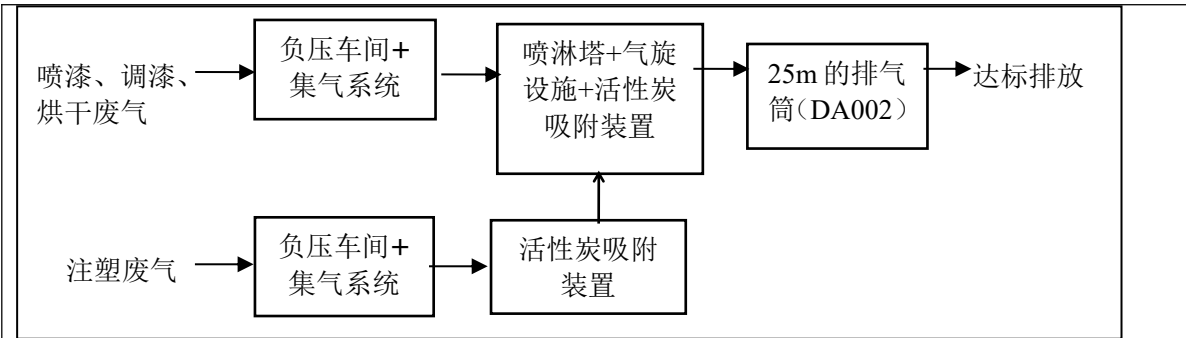 喷漆、调漆、
烘干废气
负压车间+
集气系统
喷淋塔+气旋
设施+活性炭
吸附装置
25m 的排气
筒（DA002）
达标排放
注塑废气
负压车间+
集气系统
活性炭吸附
装置